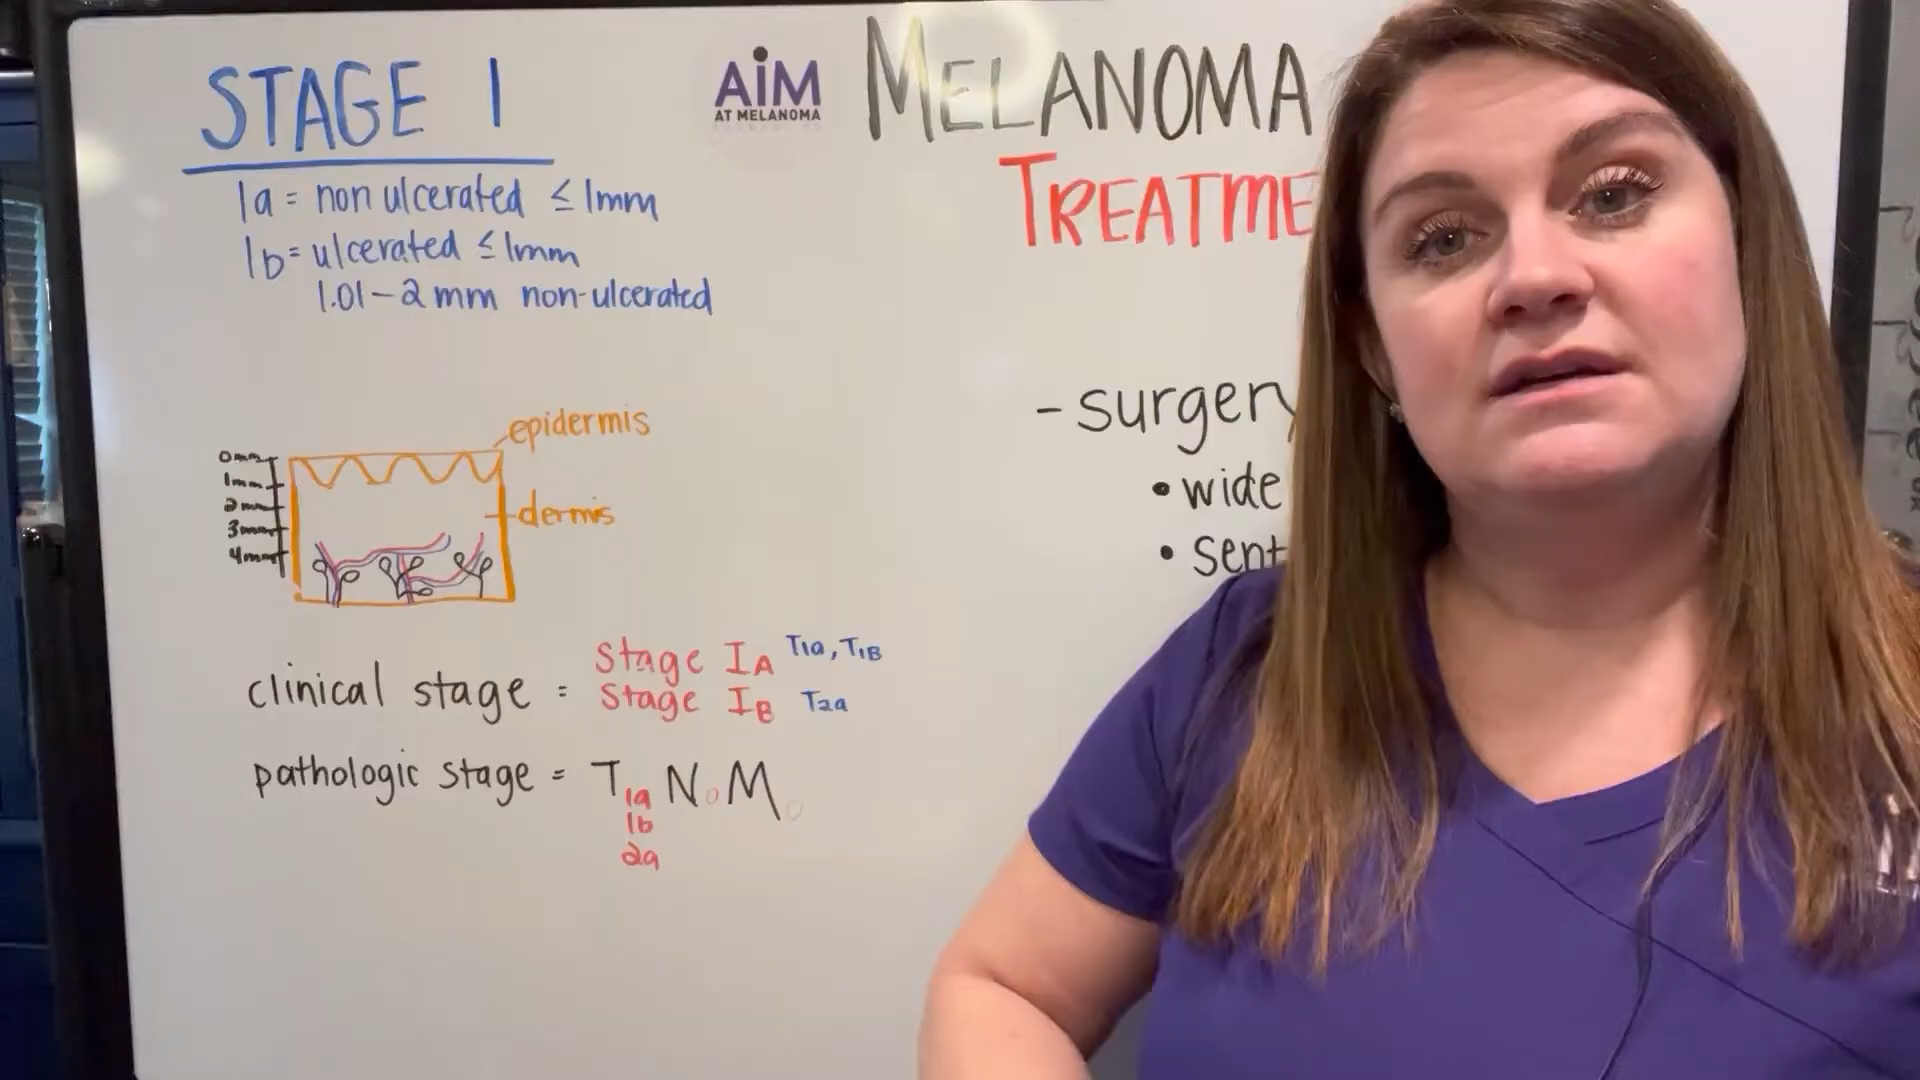 STAGE 1
1a = non ulcerated ≤ 1mm
1b = ulcerated ≤ 1mm
1.01 – 2 mm non-ulcerated
AiM
AT MELANOMA
MELANOMA
TREATME
- surgery
• wide
• sent
epidermis
dermis
0mm
1mm
2mm
3mm
4mm
clinical stage = Stage IA T1a, T1B
Stage IB T2a
pathologic stage = T1a N0 M0
1b
2a